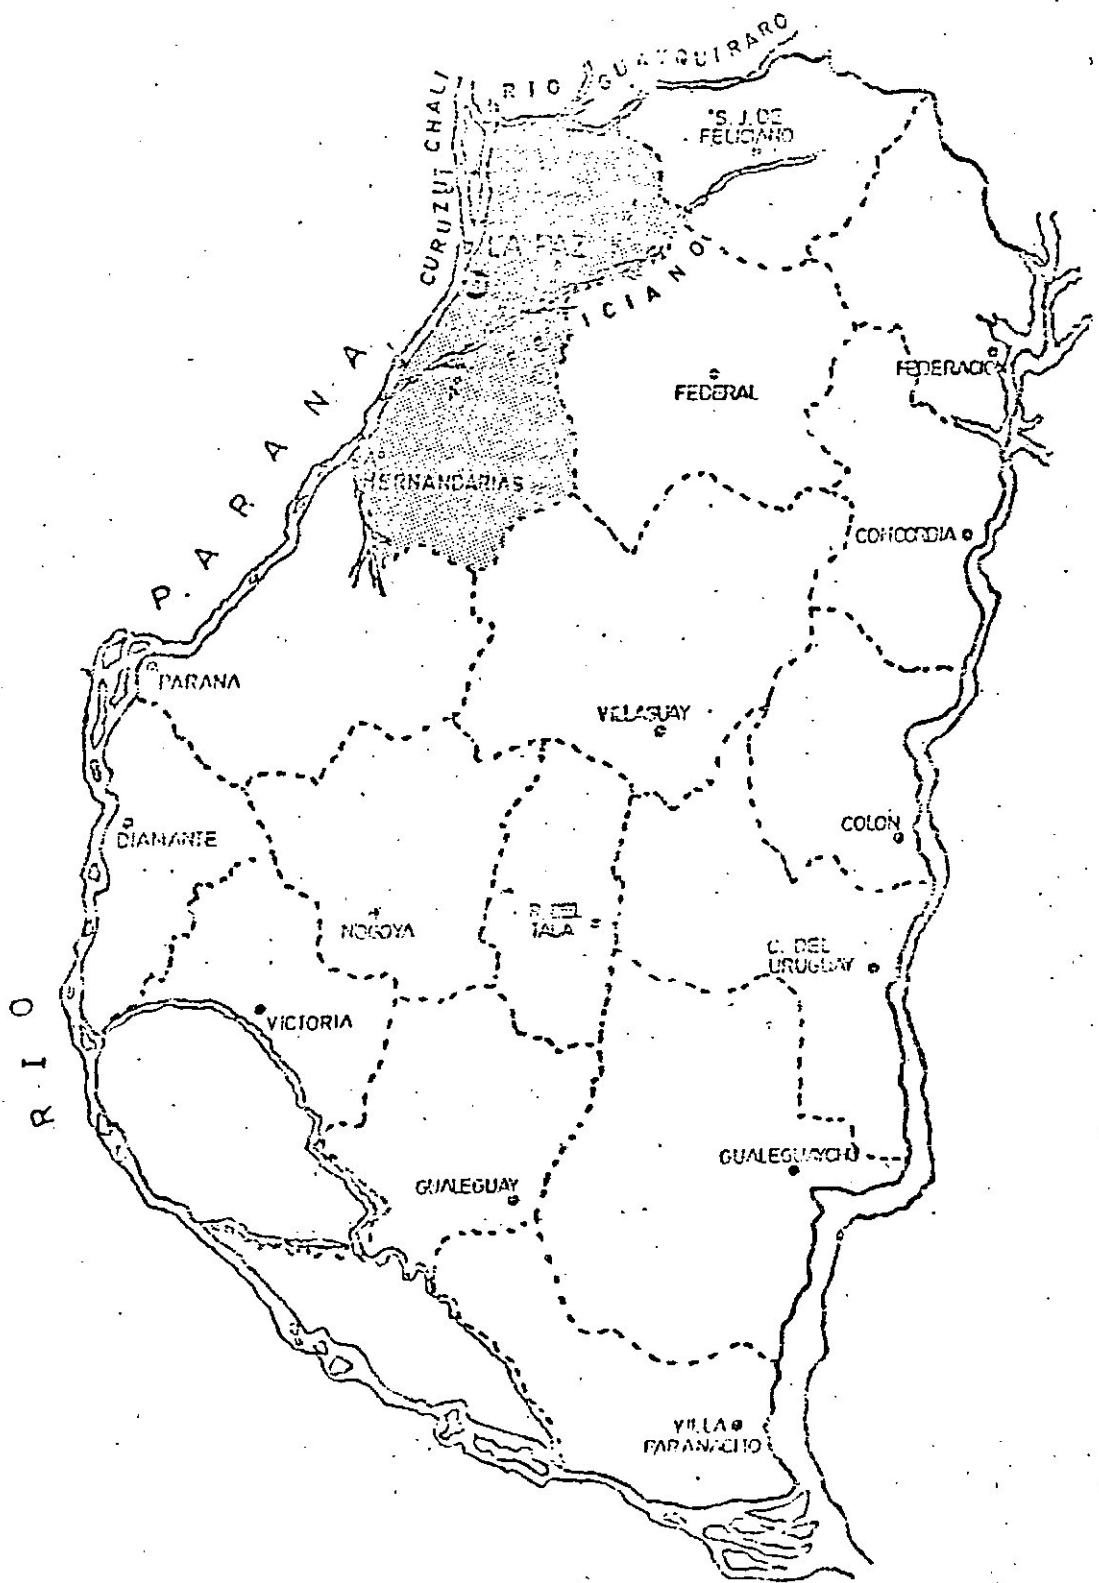 RIO GUAYQUIRARO
CURUZU CHALI
S. J. DE
FELICIANO
LA PAZ
ICIANO
FEDERACION
FEDERAL
RIO PARANA
HERNANDARIAS
CONCORDIA
PARANA
VILLAGUAY
DIAMANTE
COLON
NOGOYA
R. DEL
TALA
C. DEL
URUGUAY
VICTORIA
GUALEGUAYCHU
GUALEGUAY
VILLA
PARANACITO